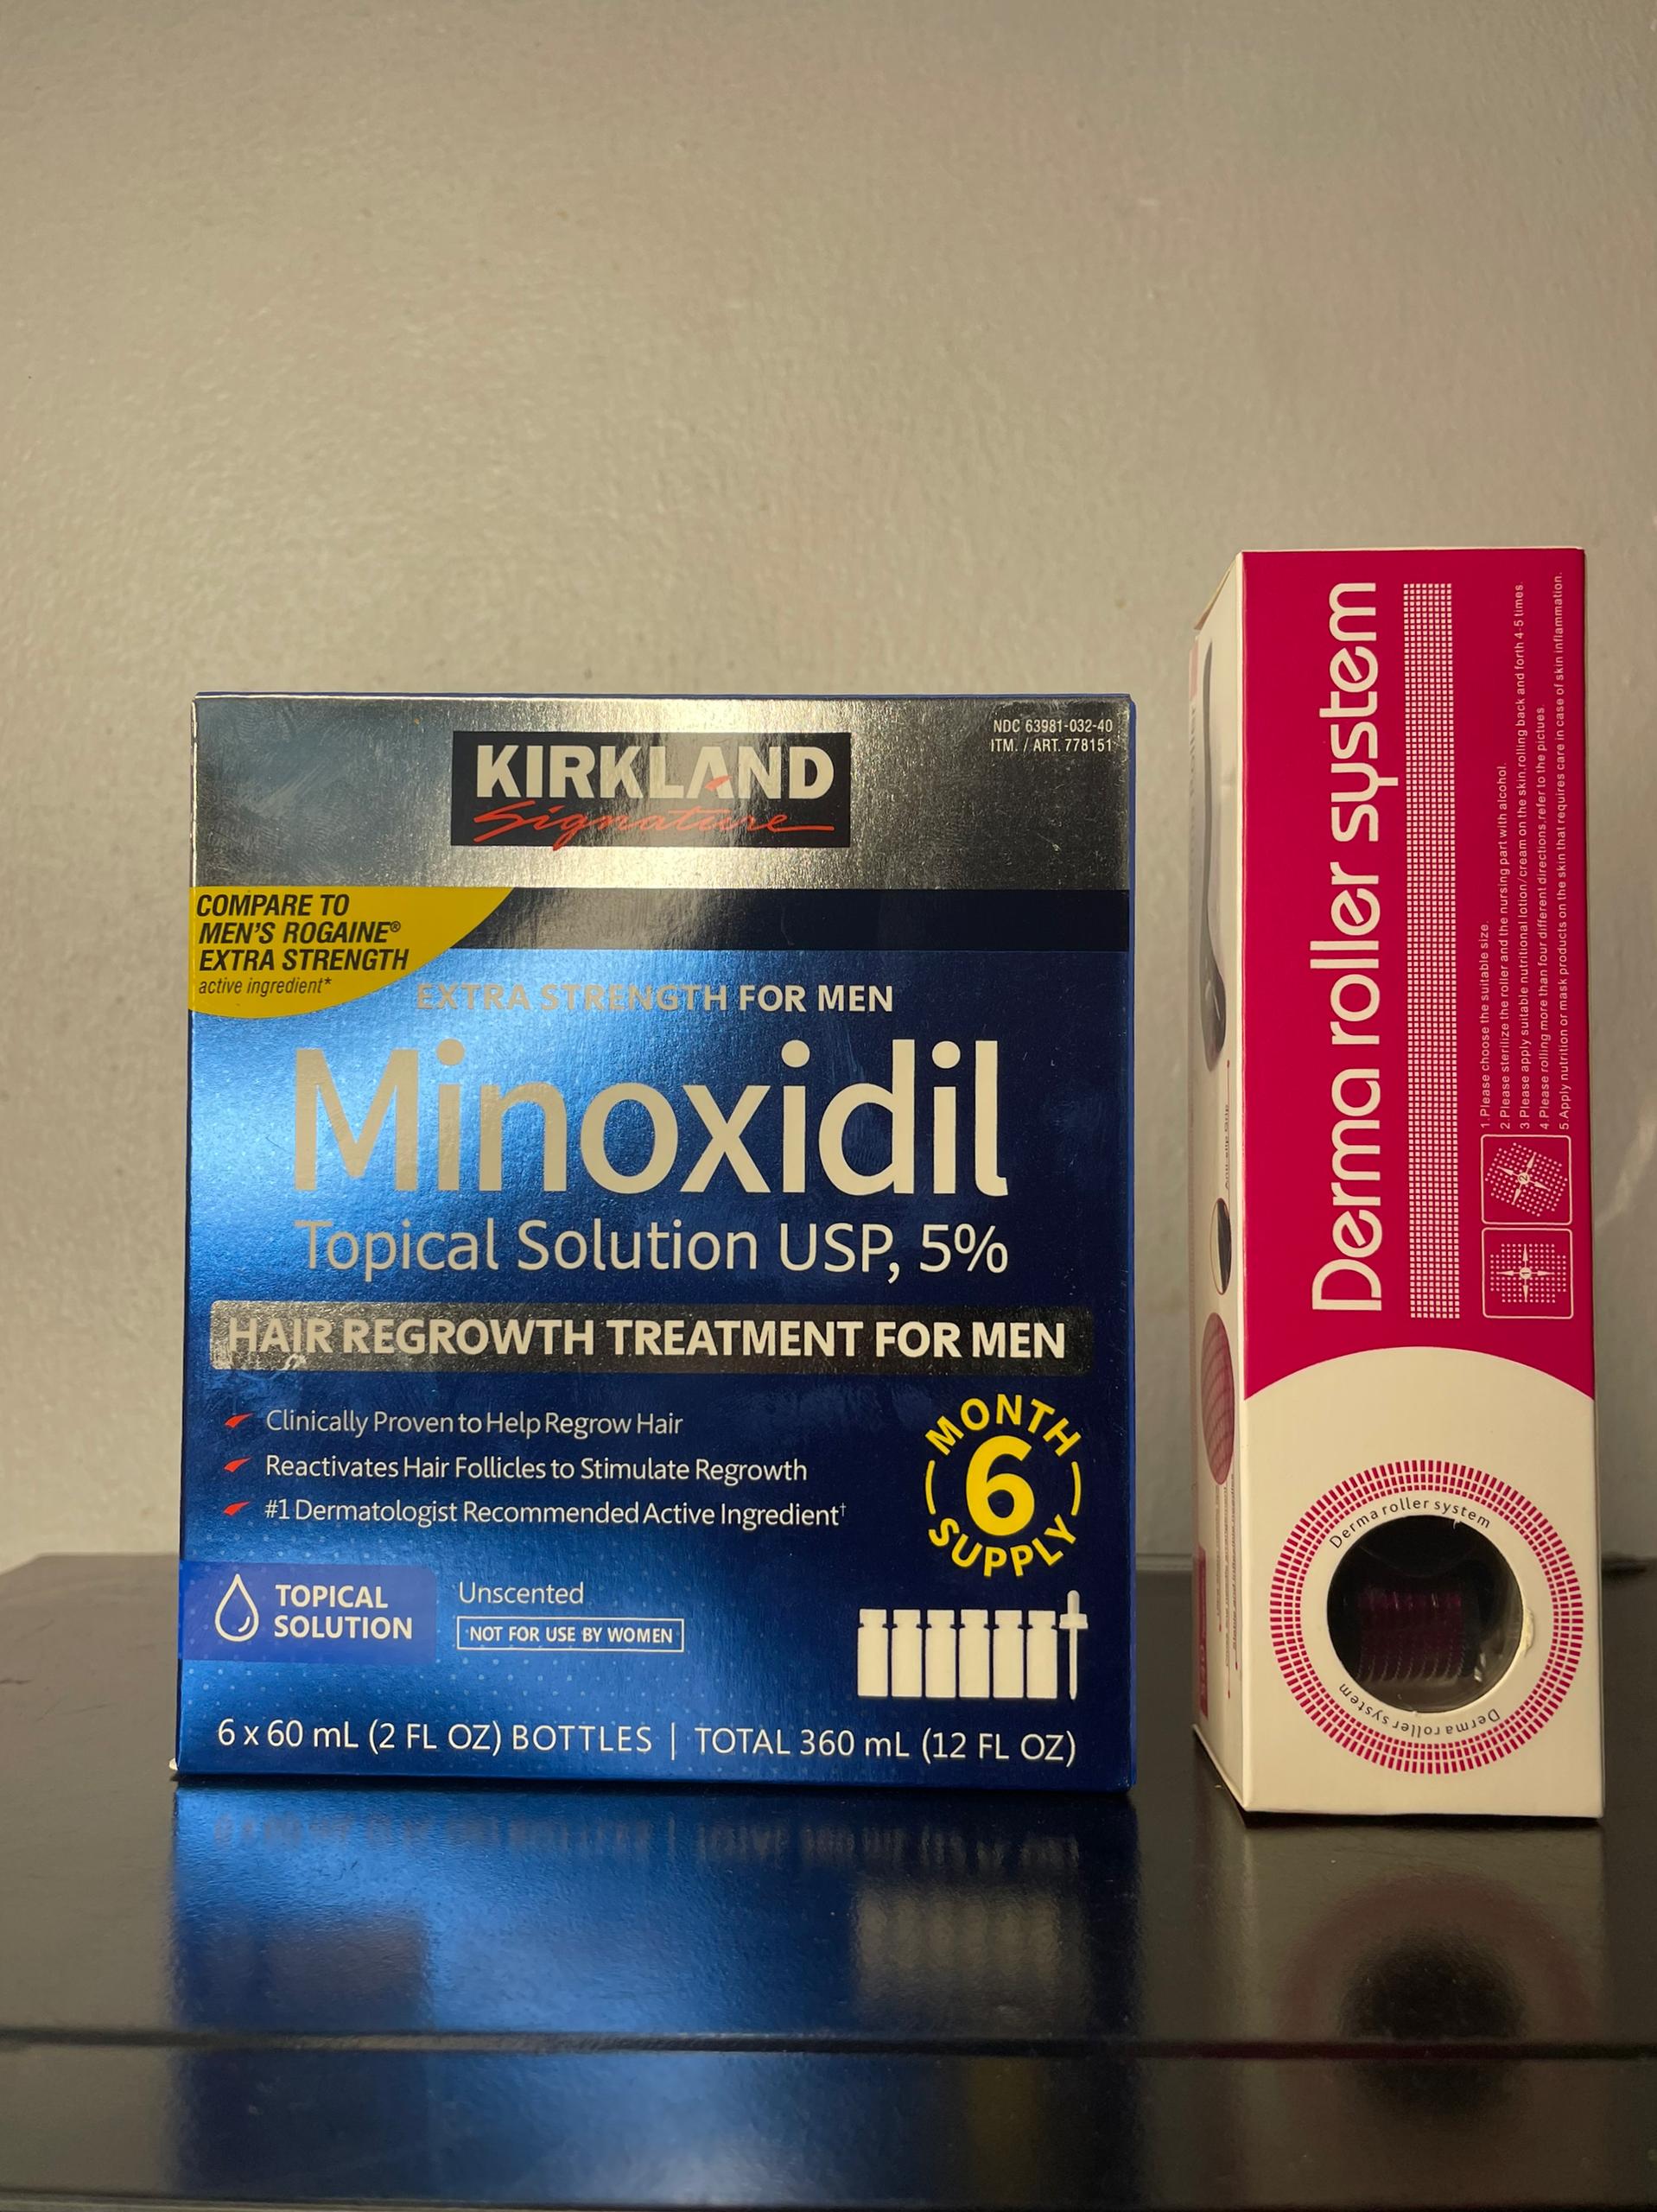 KIRKLAND
Signature
NDC 63981-032-40
ITM. / ART. 778151
COMPARE TO
MEN'S ROGAINE®
EXTRA STRENGTH
active ingredient*
EXTRA STRENGTH FOR MEN
Minoxidil
Topical Solution USP, 5%
HAIR REGROWTH TREATMENT FOR MEN
Clinically Proven to Help Regrow Hair
Reactivates Hair Follicles to Stimulate Regrowth
#1 Dermatologist Recommended Active Ingredient†
MONTH
6
SUPPLY
TOPICAL
SOLUTION
Unscented
NOT FOR USE BY WOMEN
6 x 60 mL (2 FL OZ) BOTTLES | TOTAL 360 mL (12 FL OZ)
Derma roller system
1 Please choose the suitable size.
2. Please sterilize the roller and the nursing part with alcohol.
3 Please apply suitable nutritional lotion/cream on the skin,rolling back and forth 4-5 times.
4 Please rolling more than four different directions,refer to the pictues.
5.Apply nutrition or mask products on the skin that requires care in case of skin inflammation.
1
2
Derma roller system
Derma roller system